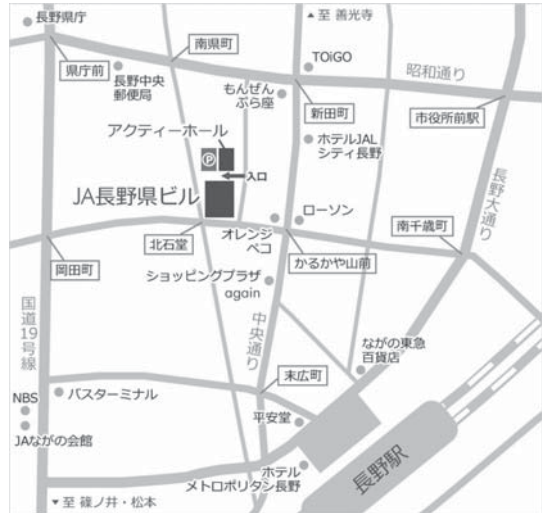 長野県庁
▲至 善光寺
南県町
TOiGO
県庁前
長野中央
郵便局
昭和通り
もんぜん
ぷら座
新田町
市役所前駅
アクティーホール
ホテルJAL
シティ長野
P
入口
長野大通り
JA長野県ビル
ローソン
南千歳町
北石堂
オレンジ
ペコ
岡田町
かるかや山前
ショッピングプラザ
again
国道19号線
中央通り
ながの東急
百貨店
末広町
NBS
バスターミナル
平安堂
JAながの会館
長野駅
ホテル
メトロポリタン長野
▼至 篠ノ井・松本